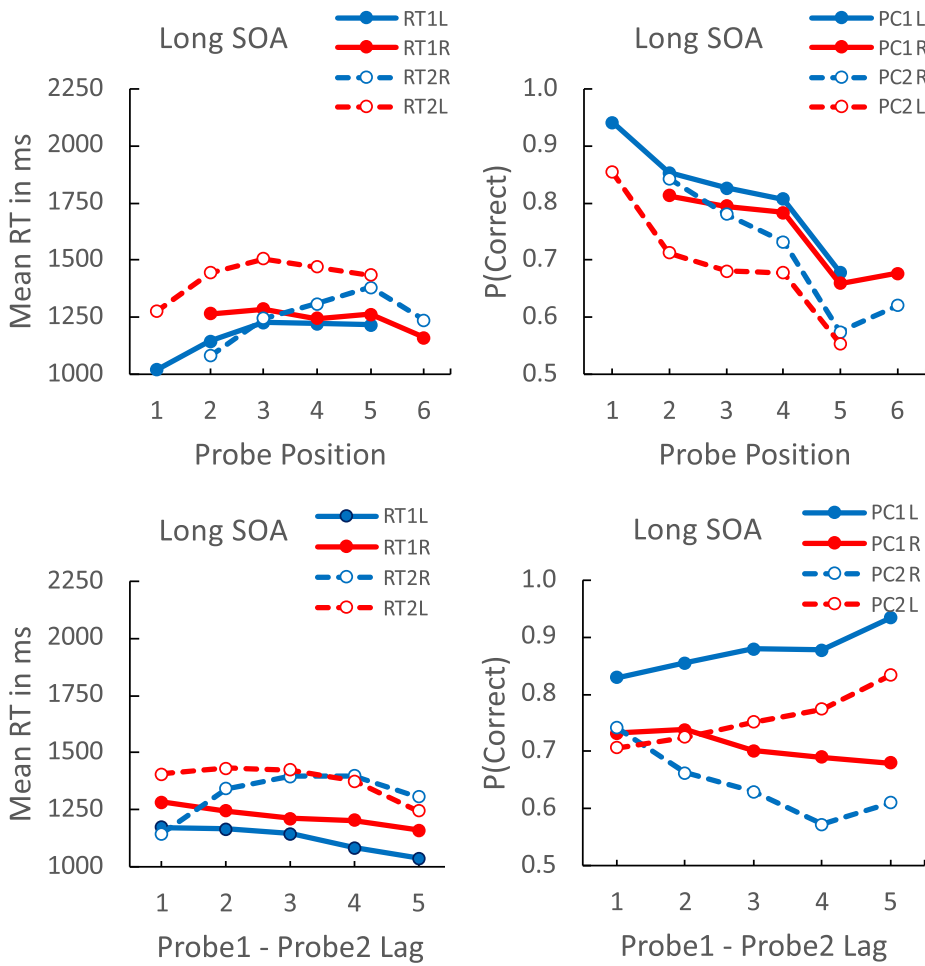 Long SOA
RT1L
RT1R
RT2R
RT2L
Mean RT in ms
2250
2000
1750
1500
1250
1000
1 2 3 4 5 6
Probe Position
Long SOA
PC1L
PC1R
PC2R
PC2L
P(Correct)
1.0
0.9
0.8
0.7
0.6
0.5
1 2 3 4 5 6
Probe Position
Long SOA
RT1L
RT1R
RT2R
RT2L
Mean RT in ms
2250
2000
1750
1500
1250
1000
1 2 3 4 5
Probe1 - Probe2 Lag
Long SOA
PC1L
PC1R
PC2R
PC2L
P(Correct)
1.0
0.9
0.8
0.7
0.6
0.5
1 2 3 4 5
Probe1 - Probe2 Lag